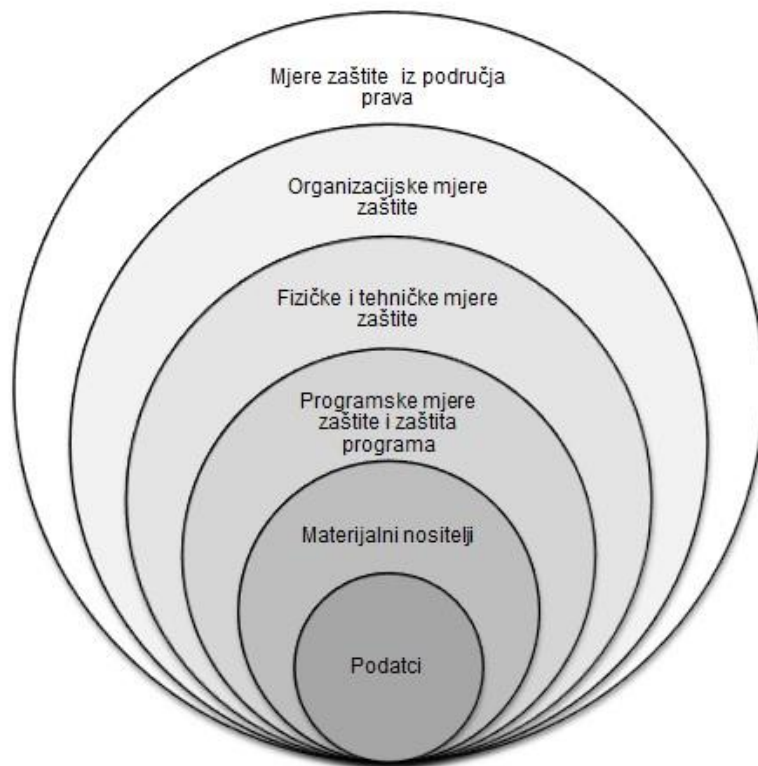 Mjere zaštite iz područja
prava
Organizacijske mjere
zaštite
Fizičke i tehničke mjere
zaštite
Programske mjere
zaštite i zaštita
programa
Materijalni nositelji
Podatci